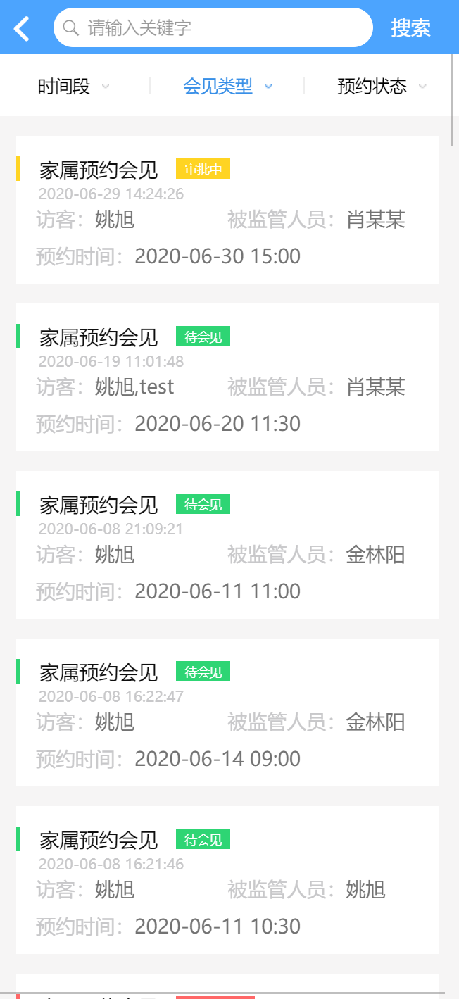 请输入关键字 搜索
时间段 会见类型 预约状态
家属预约会见 审批中
2020-06-29 14:24:26
访客：姚旭 被监管人员：肖某某
预约时间：2020-06-30 15:00
家属预约会见 待会见
2020-06-19 11:01:48
访客：姚旭,test 被监管人员：肖某某
预约时间：2020-06-20 11:30
家属预约会见 待会见
2020-06-08 21:09:21
访客：姚旭 被监管人员：金林阳
预约时间：2020-06-11 11:00
家属预约会见 待会见
2020-06-08 16:22:47
访客：姚旭 被监管人员：金林阳
预约时间：2020-06-14 09:00
家属预约会见 待会见
2020-06-08 16:21:46
访客：姚旭 被监管人员：姚旭
预约时间：2020-06-11 10:30